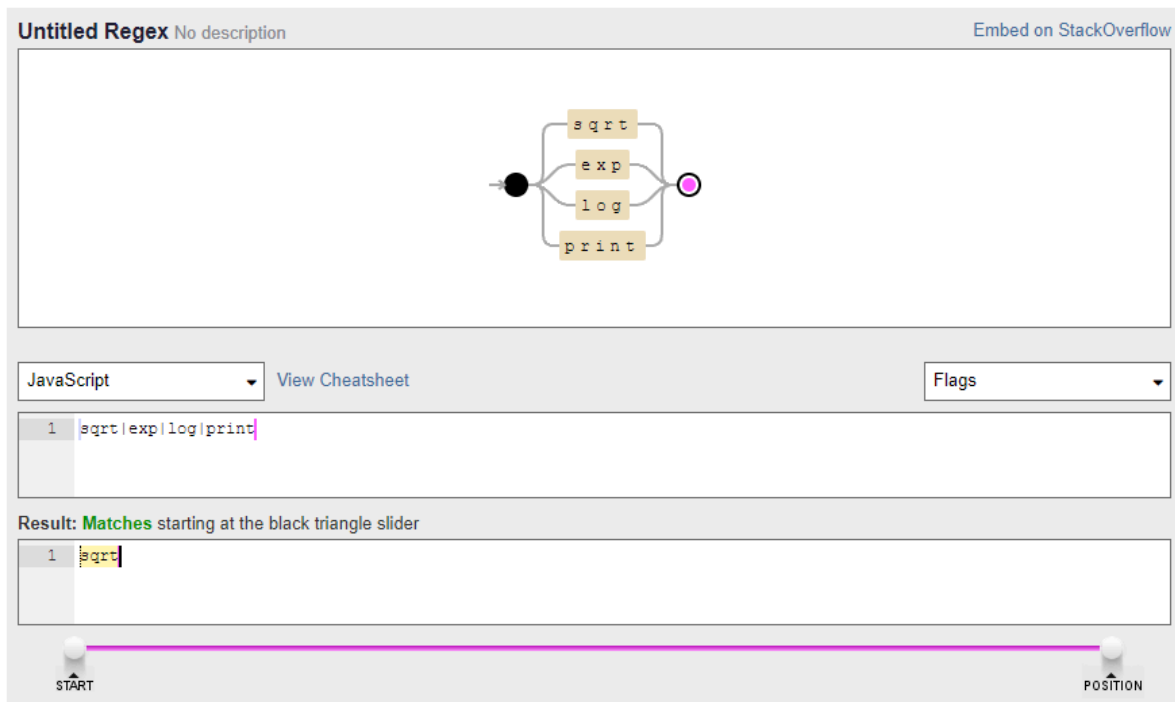 Untitled Regex No description Embed on StackOverflow
sqrt
exp
log
print
JavaScript View Cheatsheet Flags
1 sqrt|exp|log|print
Result: Matches starting at the black triangle slider
1 sqrt
START POSITION